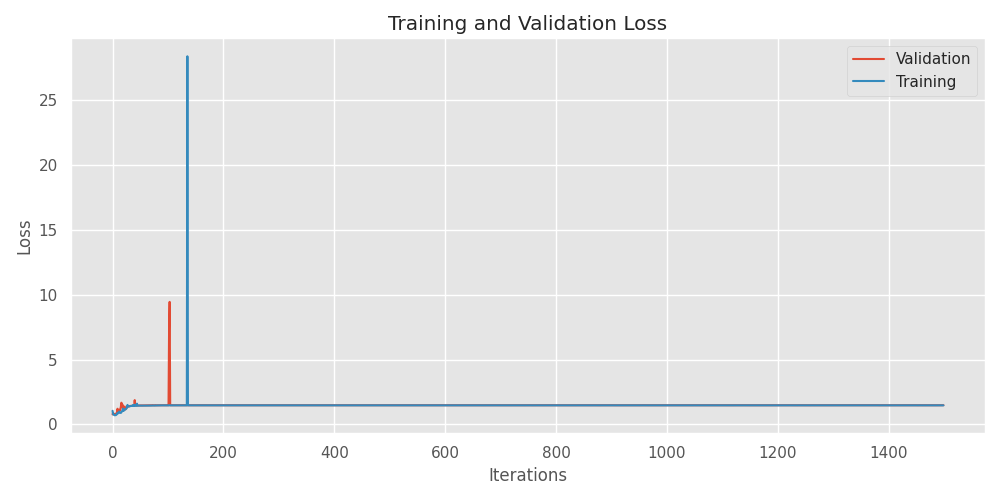 Training and Validation Loss
Validation
Training
25
20
15
10
5
0
Loss
0 200 400 600 800 1000 1200 1400
Iterations